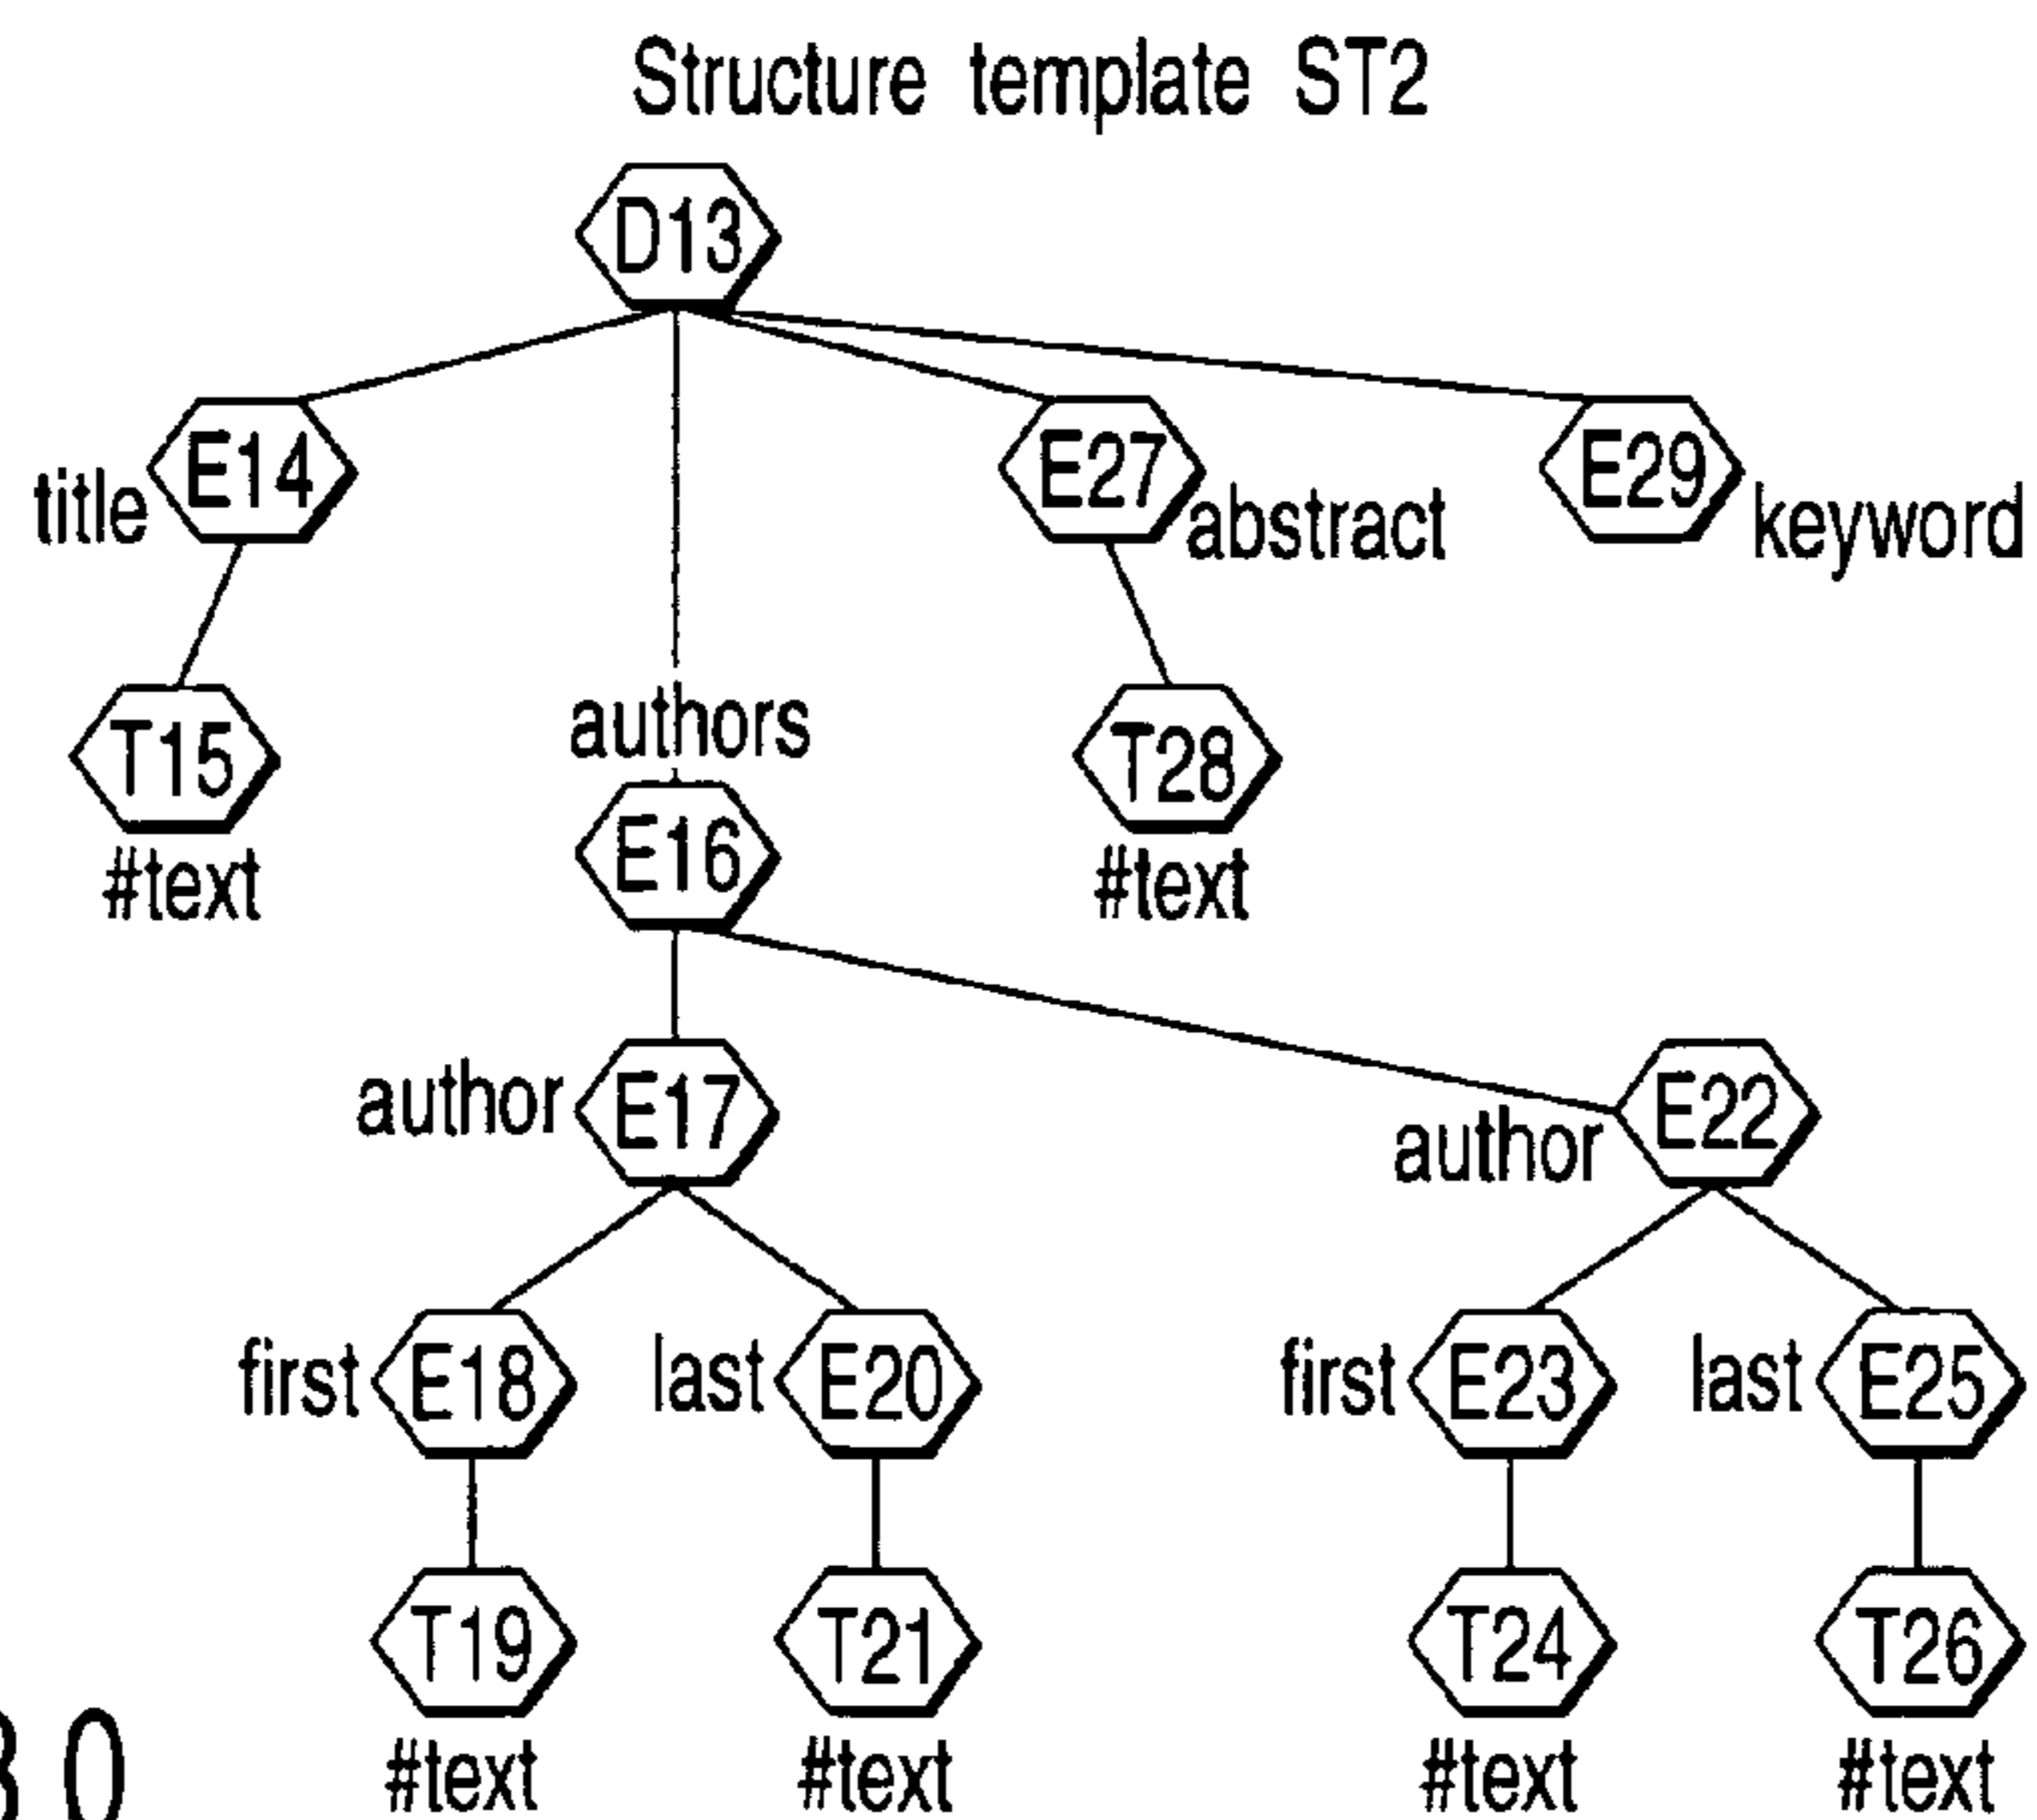 Structure template ST2
D13
title E14
E27 abstract
E29 keyword
T15
#text
authors
E16
T28
#text
author E17
author E22
first E18
last E20
first E23
last E25
T19
T21
T24
T26
#text
#text
#text
#text
0